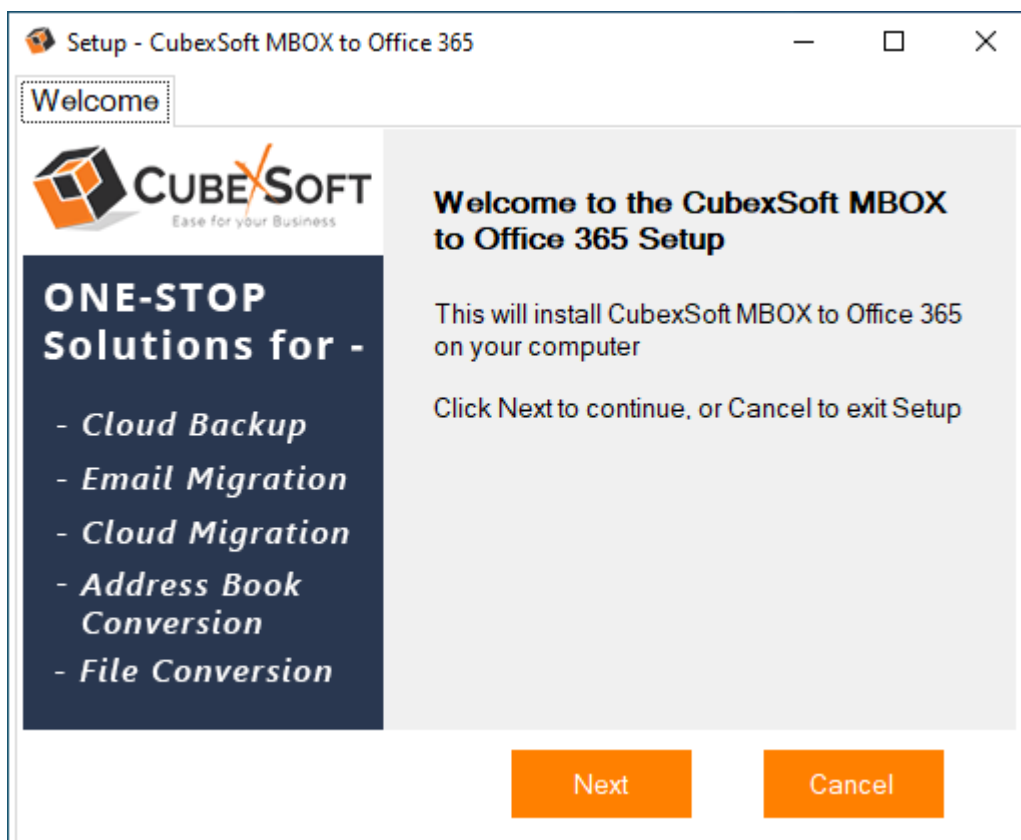 Setup - CubexSoft MBOX to Office 365
Welcome
CUBEXSOFT
Ease for your Business
ONE-STOP
Solutions for -
- Cloud Backup
- Email Migration
- Cloud Migration
- Address Book
Conversion
- File Conversion
Welcome to the CubexSoft MBOX
to Office 365 Setup
This will install CubexSoft MBOX to Office 365
on your computer
Click Next to continue, or Cancel to exit Setup
Next
Cancel